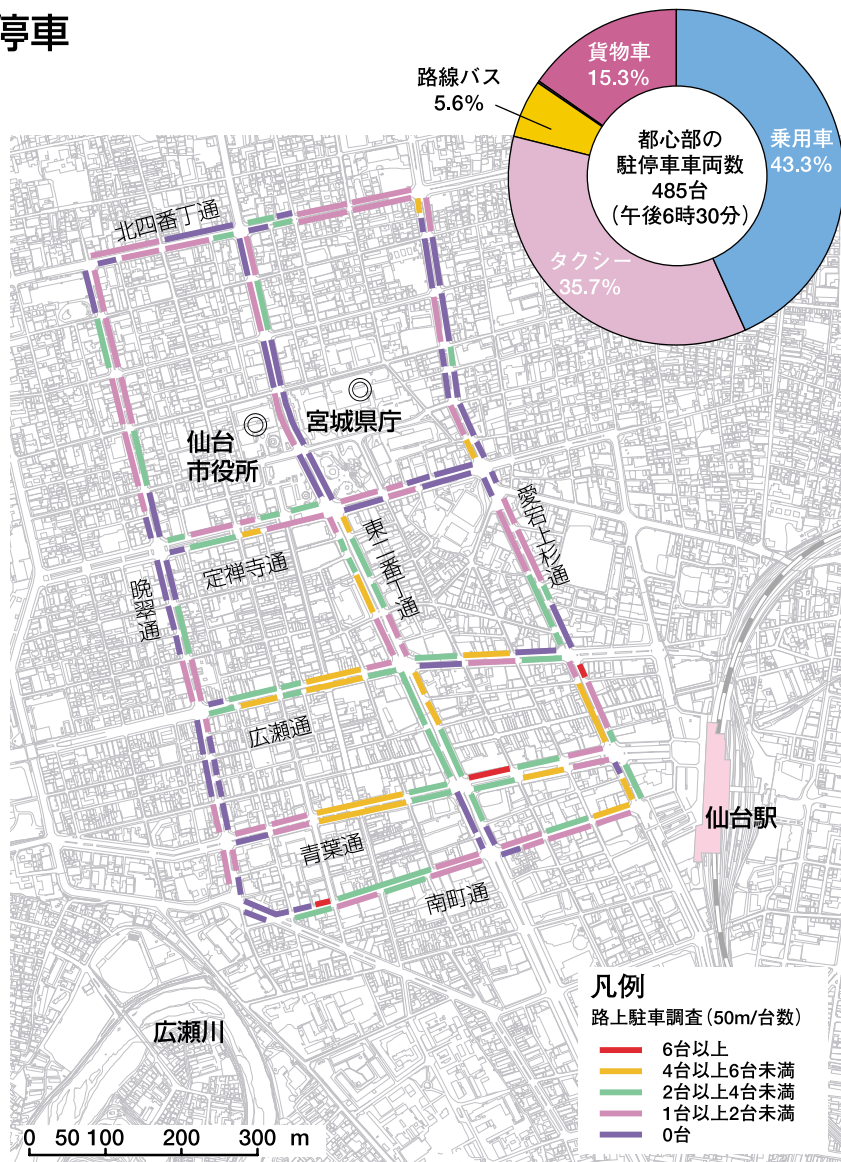 停車
貨物車
15.3%
路線バス
5.6%
乗用車
43.3%
都心部の
駐停車車両数
485台
（午後6時30分）
タクシー
35.7%
北四番丁通
宮城県庁
仙台
市役所
愛宕上杉通
東二番丁通
定禅寺通
晩翠通
広瀬通
仙台駅
青葉通
南町通
広瀬川
凡例
路上駐車調査（50m/台数）
6台以上
4台以上6台未満
2台以上4台未満
1台以上2台未満
0台
0 50 100 200 300 m